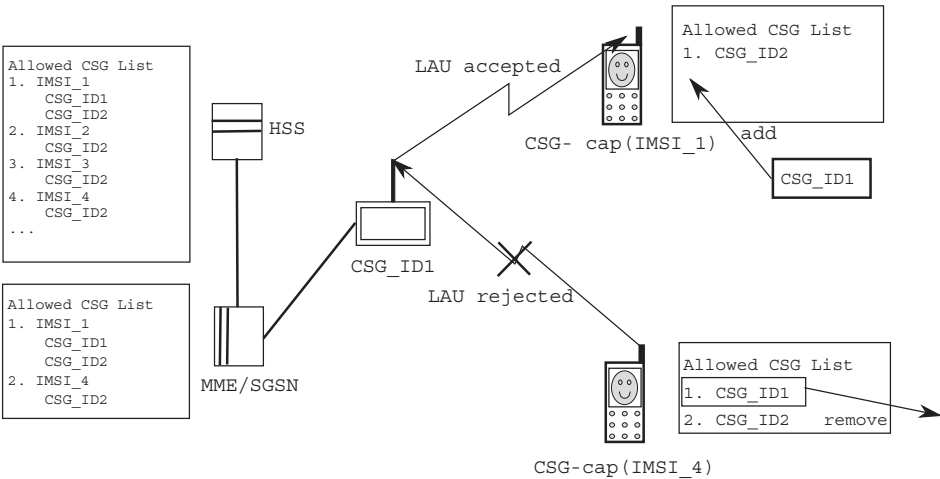 Allowed CSG List
1. IMSI_1
CSG_ID1
CSG_ID2
2. IMSI_2
CSG_ID2
3. IMSI_3
CSG_ID2
4. IMSI_4
CSG_ID2
...
HSS
Allowed CSG List
1. IMSI_1
CSG_ID1
CSG_ID2
2. IMSI_4
CSG_ID2
MME/SGSN
CSG_ID1
LAU accepted
CSG- cap(IMSI_1)
Allowed CSG List
1. CSG_ID2
add
CSG_ID1
LAU rejected
CSG-cap(IMSI_4)
Allowed CSG List
1. CSG_ID1
2. CSG_ID2 remove